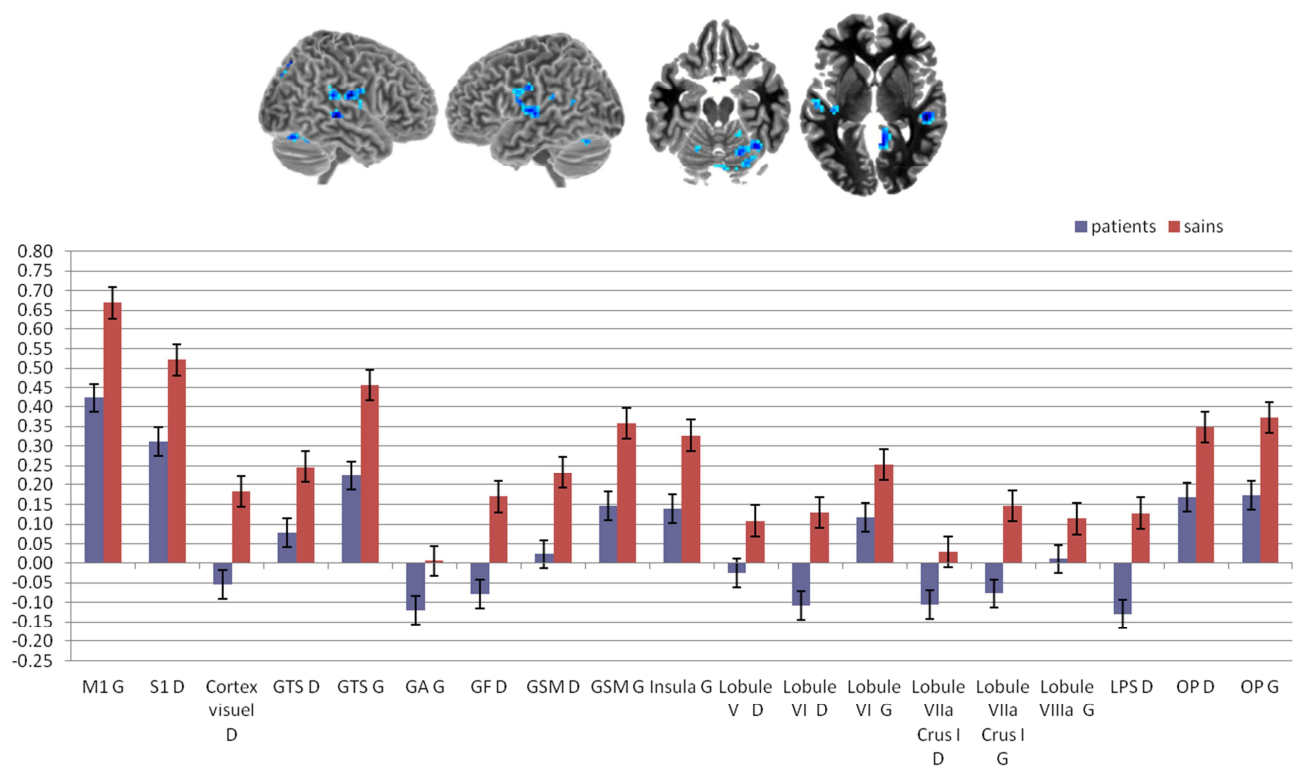 patients sains
0.80
0.75
0.70
0.65
0.60
0.55
0.50
0.45
0.40
0.35
0.30
0.25
0.20
0.15
0.10
0.05
0.00
-0.05
-0.10
-0.15
-0.20
-0.25
M1 G
S1 D
Cortex
visuel
D
GTS D
GTS G
GA G
GF D
GSM D
GSM G
Insula G
Lobule
V D
Lobule
VI D
Lobule
VI G
Lobule
VIIa
Crus I
D
Lobule
VIIa
Crus I
G
Lobule
VIIIa G
LPS D
OP D
OP G